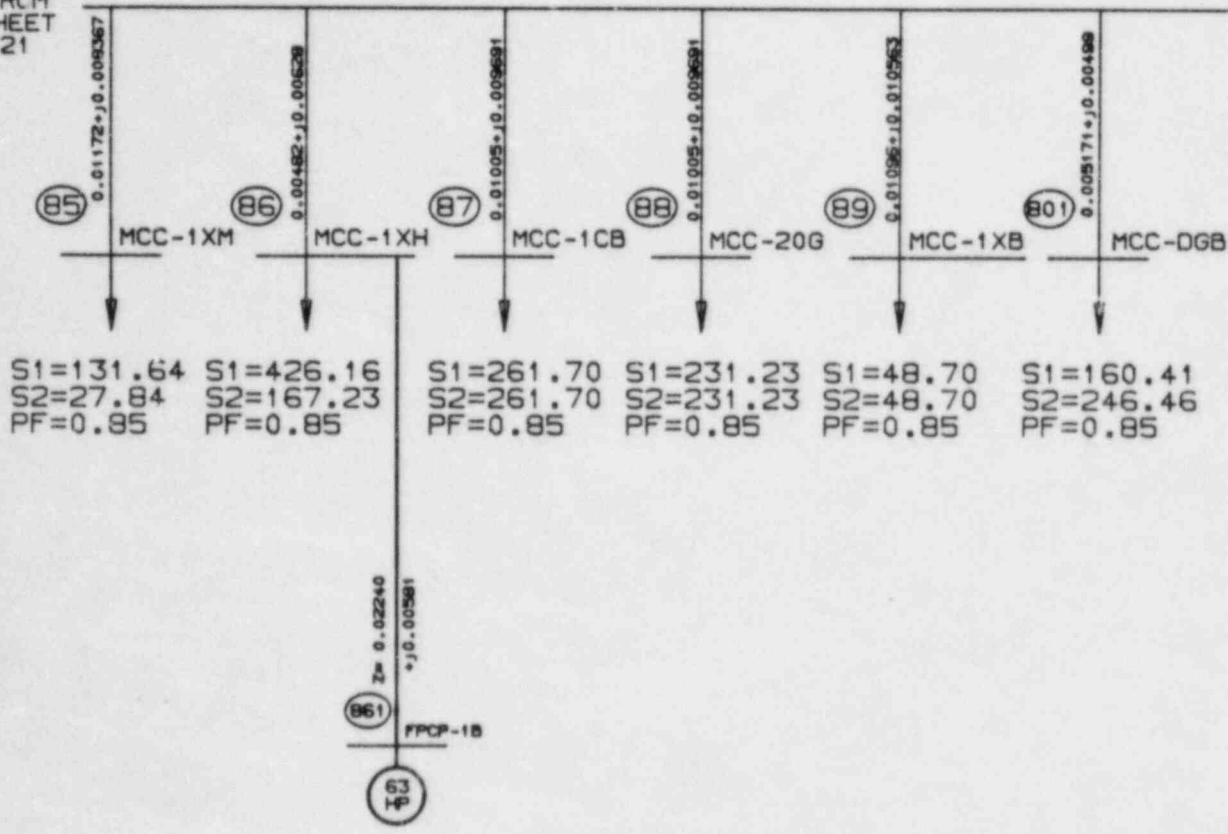 HEET
21
0.01172+j0.008367
0.00482+j0.00628
0.01005+j0.009691
0.01005+j0.009691
0.01096+j0.010563
0.005171+j0.00499
85
86
87
88
89
801
MCC-1XM
MCC-1XH
MCC-1CB
MCC-20G
MCC-1XB
MCC-DGB
S1=131.64
S2=27.84
PF=0.85
S1=426.16
S2=167.23
PF=0.85
S1=261.70
S2=261.70
PF=0.85
S1=231.23
S2=231.23
PF=0.85
S1=48.70
S2=48.70
PF=0.85
S1=160.41
S2=246.46
PF=0.85
Z= 0.02240
+j0.00581
861
FPCP-1B
63
HP